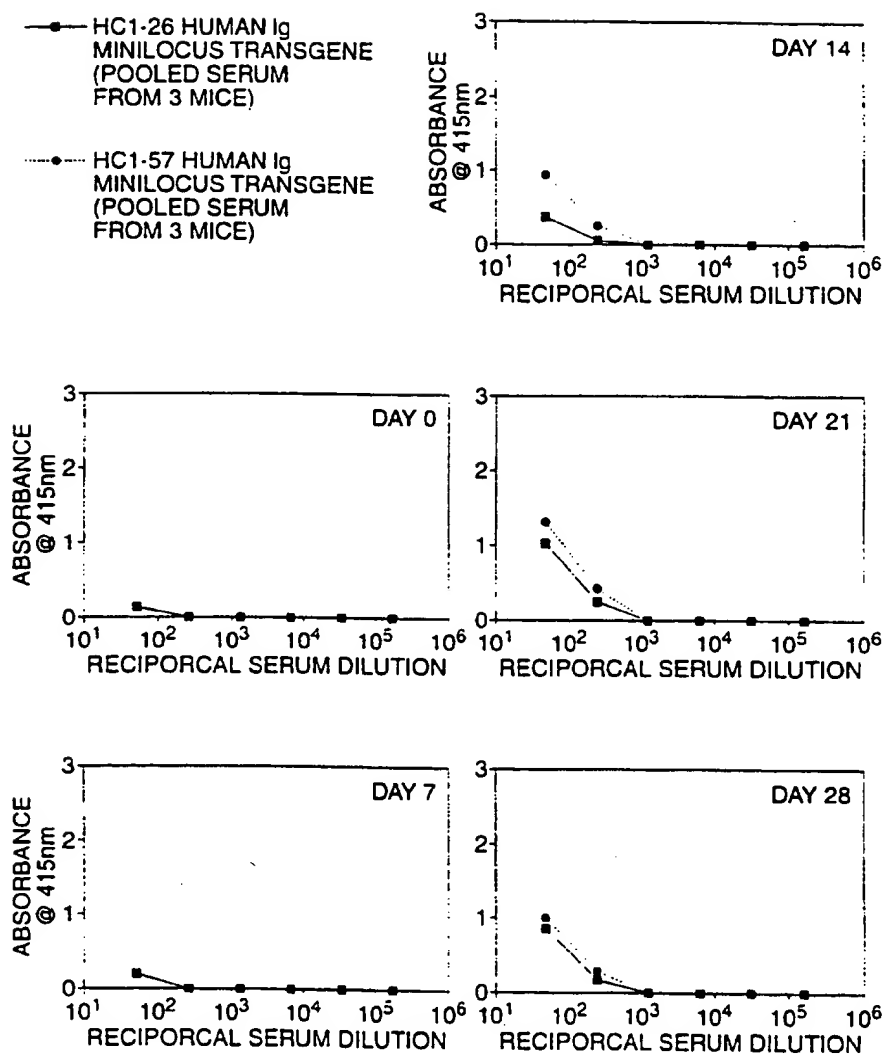 HC1-26 HUMAN Ig
MINILOCUS TRANSGENE
(POOLED SERUM
FROM 3 MICE)
HC1-57 HUMAN Ig
MINILOCUS TRANSGENE
(POOLED SERUM
FROM 3 MICE)
ABSORBANCE
@ 415nm
3
2
1
0
DAY 14
10¹ 10² 10³ 10⁴ 10⁵ 10⁶
RECIPORCAL SERUM DILUTION
ABSORBANCE
@ 415nm
3
2
1
0
DAY 0
10¹ 10² 10³ 10⁴ 10⁵ 10⁶
RECIPORCAL SERUM DILUTION
3
2
1
0
DAY 21
10¹ 10² 10³ 10⁴ 10⁵ 10⁶
RECIPORCAL SERUM DILUTION
ABSORBANCE
@ 415nm
3
2
1
0
DAY 7
10¹ 10² 10³ 10⁴ 10⁵ 10⁶
RECIPORCAL SERUM DILUTION
3
2
1
0
DAY 28
10¹ 10² 10³ 10⁴ 10⁵ 10⁶
RECIPORCAL SERUM DILUTION